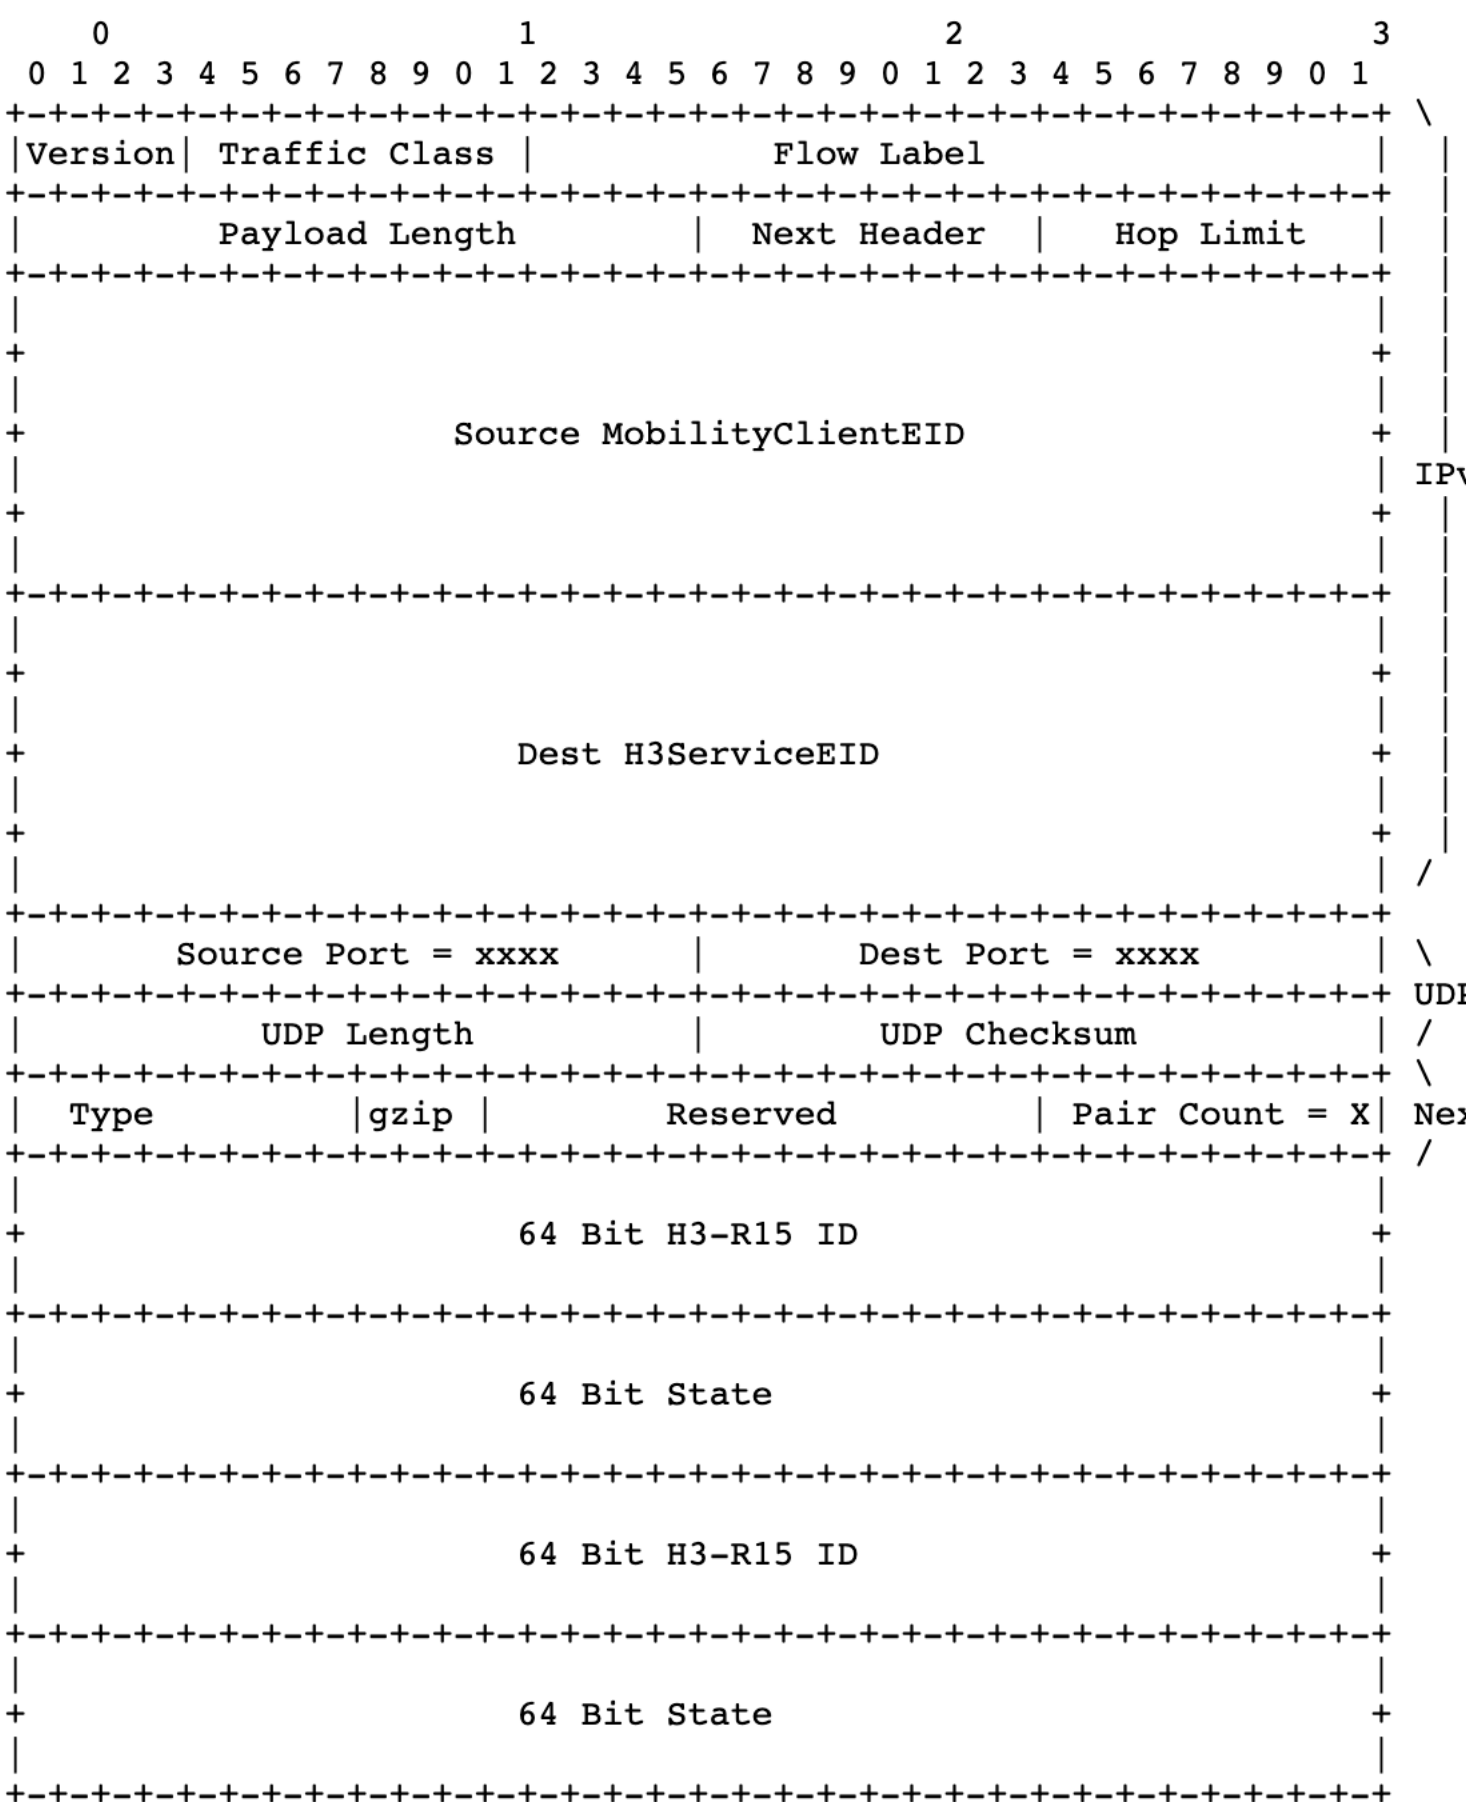 0                   1                   2                   3
 0 1 2 3 4 5 6 7 8 9 0 1 2 3 4 5 6 7 8 9 0 1 2 3 4 5 6 7 8 9 0 1
+-+-+-+-+-+-+-+-+-+-+-+-+-+-+-+-+-+-+-+-+-+-+-+-+-+-+-+-+-+-+-+-+ \
|Version| Traffic Class |           Flow Label                  |  |
+-+-+-+-+-+-+-+-+-+-+-+-+-+-+-+-+-+-+-+-+-+-+-+-+-+-+-+-+-+-+-+-+  |
|         Payload Length        |  Next Header  |   Hop Limit   |  |
+-+-+-+-+-+-+-+-+-+-+-+-+-+-+-+-+-+-+-+-+-+-+-+-+-+-+-+-+-+-+-+-+  |
|                                                               |  |
+                                                               +  |
|                                                               |  |
+                    Source MobilityClientEID                   +  |
|                                                               | IPv
+                                                               +  |
|                                                               |  |
+-+-+-+-+-+-+-+-+-+-+-+-+-+-+-+-+-+-+-+-+-+-+-+-+-+-+-+-+-+-+-+-+  |
|                                                               |  |
+                                                               +  |
|                                                               |  |
+                       Dest H3ServiceEID                       +  |
|                                                               |  |
+                                                               +  |
|                                                               | /
+-+-+-+-+-+-+-+-+-+-+-+-+-+-+-+-+-+-+-+-+-+-+-+-+-+-+-+-+-+-+-+-+
|       Source Port = xxxx      |       Dest Port = xxxx        | \
+-+-+-+-+-+-+-+-+-+-+-+-+-+-+-+-+-+-+-+-+-+-+-+-+-+-+-+-+-+-+-+-+ UDP
|           UDP Length          |        UDP Checksum           | /
+-+-+-+-+-+-+-+-+-+-+-+-+-+-+-+-+-+-+-+-+-+-+-+-+-+-+-+-+-+-+-+-+ \
|  Type         |gzip |        Reserved         | Pair Count = X| Nex
+-+-+-+-+-+-+-+-+-+-+-+-+-+-+-+-+-+-+-+-+-+-+-+-+-+-+-+-+-+-+-+-+ /
|                                                               |
+                       64 Bit H3-R15 ID                        +
|                                                               |
+-+-+-+-+-+-+-+-+-+-+-+-+-+-+-+-+-+-+-+-+-+-+-+-+-+-+-+-+-+-+-+-+
|                                                               |
+                       64 Bit State                            +
|                                                               |
+-+-+-+-+-+-+-+-+-+-+-+-+-+-+-+-+-+-+-+-+-+-+-+-+-+-+-+-+-+-+-+-+
|                                                               |
+                       64 Bit H3-R15 ID                        +
|                                                               |
+-+-+-+-+-+-+-+-+-+-+-+-+-+-+-+-+-+-+-+-+-+-+-+-+-+-+-+-+-+-+-+-+
|                                                               |
+                       64 Bit State                            +
|                                                               |
+-+-+-+-+-+-+-+-+-+-+-+-+-+-+-+-+-+-+-+-+-+-+-+-+-+-+-+-+-+-+-+-+